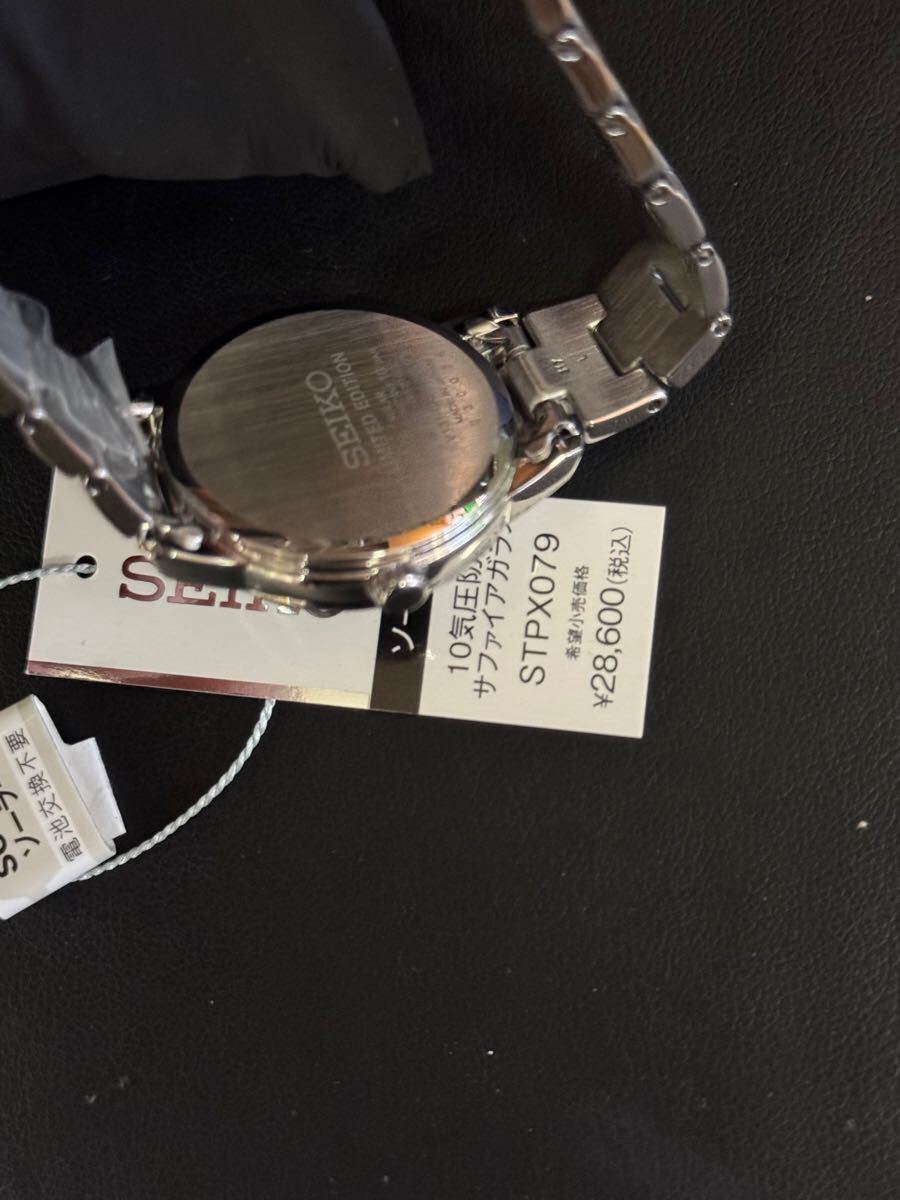 SEIKO
LIMITED EDITION
SEIK
ソー
10気圧防
サファイアガラ
STPX079
希望小売価格
¥28,600(税込)
ソーラ
電池交換不要